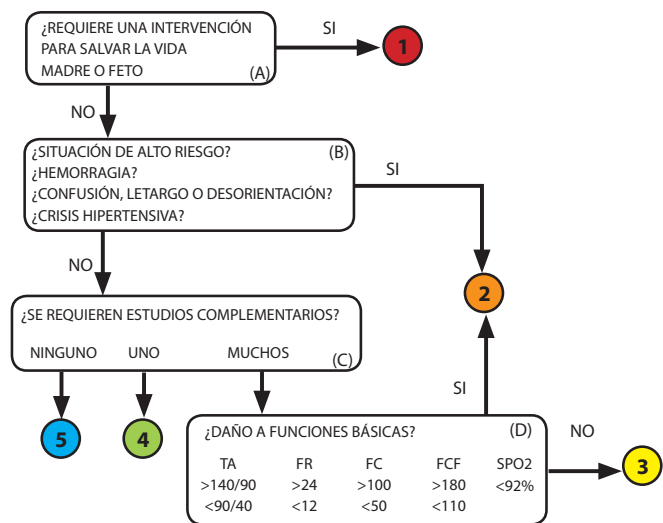 ¿REQUIERE UNA INTERVENCIÓN
PARA SALVAR LA VIDA
MADRE O FETO (A)
SI
1
NO
¿SITUACIÓN DE ALTO RIESGO? (B)
¿HEMORRAGIA?
¿CONFUSIÓN, LETARGO O DESORIENTACIÓN?
¿CRISIS HIPERTENSIVA?
SI
NO
2
¿SE REQUIEREN ESTUDIOS COMPLEMENTARIOS?
NINGUNO UNO MUCHOS (C)
SI
5
4
¿DAÑO A FUNCIONES BÁSICAS? (D)
TA FR FC FCF SPO2
>140/90 >24 >100 >180 <92%
<90/40 <12 <50 <110
NO
3